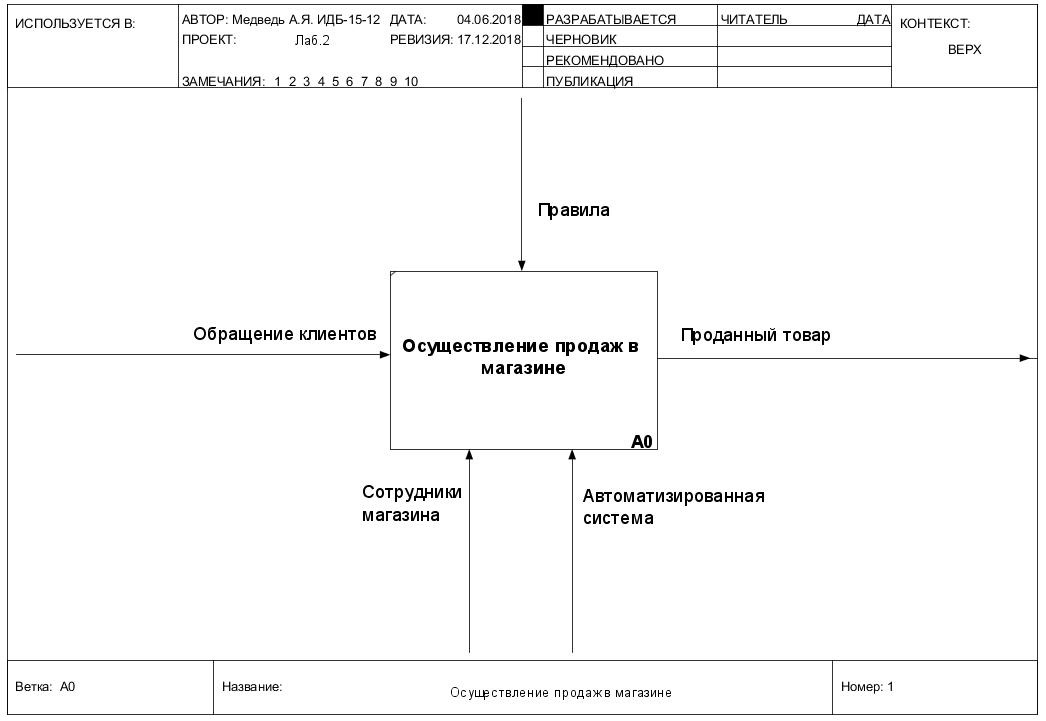 ИСПОЛЬЗУЕТСЯ В:
АВТОР: Медведь А.Я. ИДБ-15-12 ДАТА: 04.06.2018
ПРОЕКТ: Лаб.2 РЕВИЗИЯ: 17.12.2018
ЗАМЕЧАНИЯ: 1 2 3 4 5 6 7 8 9 10
РАЗРАБАТЫВАЕТСЯ
ЧЕРНОВИК
РЕКОМЕНДОВАНО
ПУБЛИКАЦИЯ
ЧИТАТЕЛЬ ДАТА
КОНТЕКСТ:
ВЕРХ
Правила
Обращение клиентов
Осуществление продаж в
магазине
A0
Проданный товар
Сотрудники
магазина
Автоматизированная
система
Ветка: A0
Название:
Осуществление продаж в магазине
Номер: 1